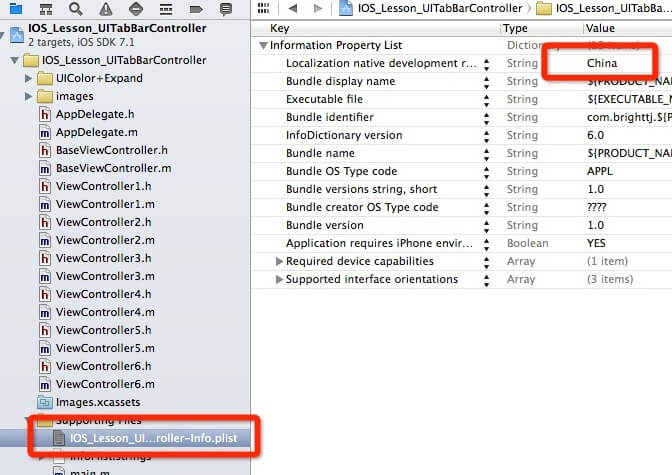 IOS_Lesson_UITabBarController
2 targets, iOS SDK 7.1
IOS_Lesson_UITabBarController
UIColor+Expand
images
AppDelegate.h
AppDelegate.m
BaseViewController.h
BaseViewController.m
ViewController1.h
ViewController1.m
ViewController2.h
ViewController2.m
ViewController3.h
ViewController3.m
ViewController4.h
ViewController4.m
ViewController5.h
ViewController5.m
ViewController6.h
ViewController6.m
Images.xcassets
Supporting Files
IOS_Lesson_UI...roller-Info.plist
InfoPlist.strings
main.m
IOS_Lesson_UITabBarController
IOS_Lesson_UITabBa...
Key Type Value
Information Property List Dictionary (13 items)
Localization native development r... String China
Bundle display name String ${PRODUCT_NA
Executable file String ${EXECUTABLE_N
Bundle identifier String com.brighttj.${P
InfoDictionary version String 6.0
Bundle name String ${PRODUCT_NA
Bundle OS Type code String APPL
Bundle versions string, short String 1.0
Bundle creator OS Type code String ????
Bundle version String 1.0
Application requires iPhone envir... Boolean YES
Required device capabilities Array (1 item)
Supported interface orientations Array (3 items)